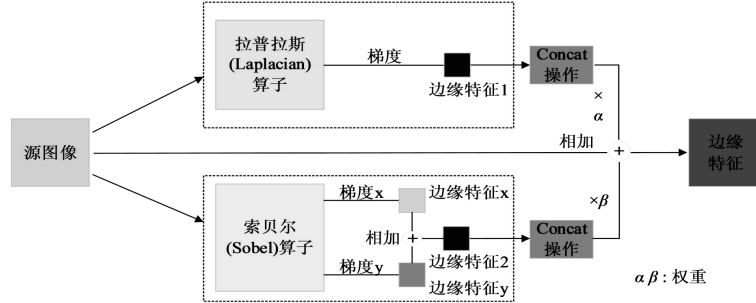 源图像
拉普拉斯
(Laplacian)
算子
梯度
边缘特征1
Concat
操作
×
α
相加
+
边缘
特征
索贝尔
(Sobel)算子
梯度x
边缘特征x
相加
+
梯度y
边缘特征2
边缘特征y
Concat
操作
×β
α β : 权重